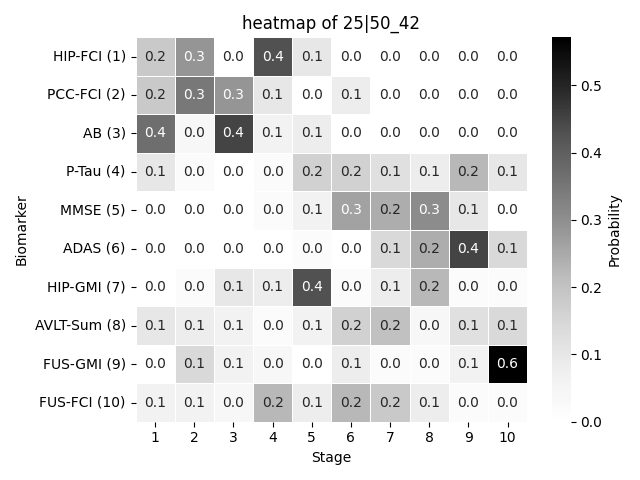 heatmap of 25|50_42
HIP-FCI (1) 0.2 0.3 0.0 0.4 0.1 0.0 0.0 0.0 0.0 0.0
PCC-FCI (2) 0.2 0.3 0.3 0.1 0.0 0.1 0.0 0.0 0.0 0.0
AB (3) 0.4 0.0 0.4 0.1 0.1 0.0 0.0 0.0 0.0 0.0
P-Tau (4) 0.1 0.0 0.0 0.0 0.2 0.2 0.1 0.1 0.2 0.1
MMSE (5) 0.0 0.0 0.0 0.0 0.1 0.3 0.2 0.3 0.1 0.0
ADAS (6) 0.0 0.0 0.0 0.0 0.0 0.0 0.1 0.2 0.4 0.1
HIP-GMI (7) 0.0 0.0 0.1 0.1 0.4 0.0 0.1 0.2 0.0 0.0
AVLT-Sum (8) 0.1 0.1 0.1 0.0 0.1 0.2 0.2 0.0 0.1 0.1
FUS-GMI (9) 0.0 0.1 0.1 0.0 0.0 0.1 0.0 0.0 0.1 0.6
FUS-FCI (10) 0.1 0.1 0.0 0.2 0.1 0.2 0.2 0.1 0.0 0.0
1 2 3 4 5 6 7 8 9 10
Stage
Biomarker
0.5
0.4
0.3
0.2
0.1
0.0
Probability